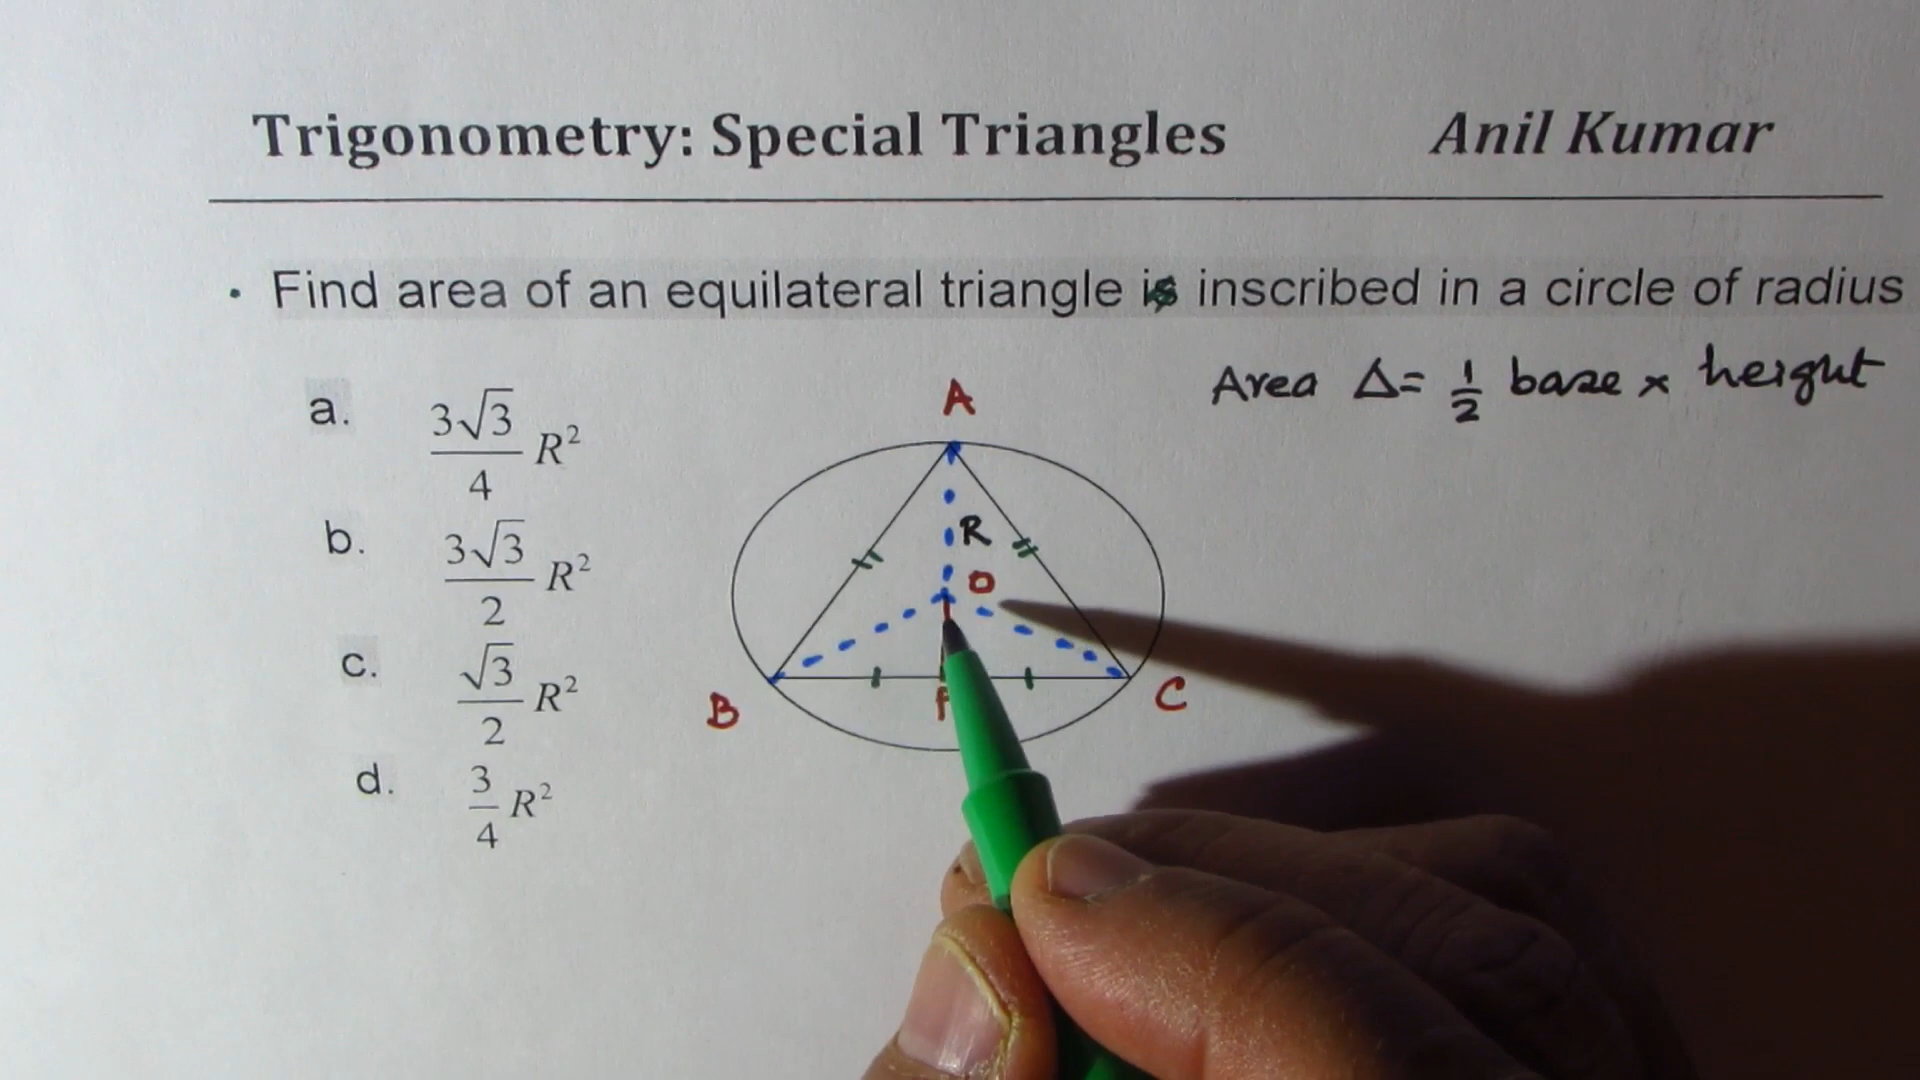 Trigonometry: Special Triangles Anil Kumar
· Find area of an equilateral triangle is inscribed in a circle of radius
Area Δ = 1/2 base × height
a. 3√3/4 R²
b. 3√3/2 R²
c. √3/2 R²
d. 3/4 R²
A
R
O
B
C